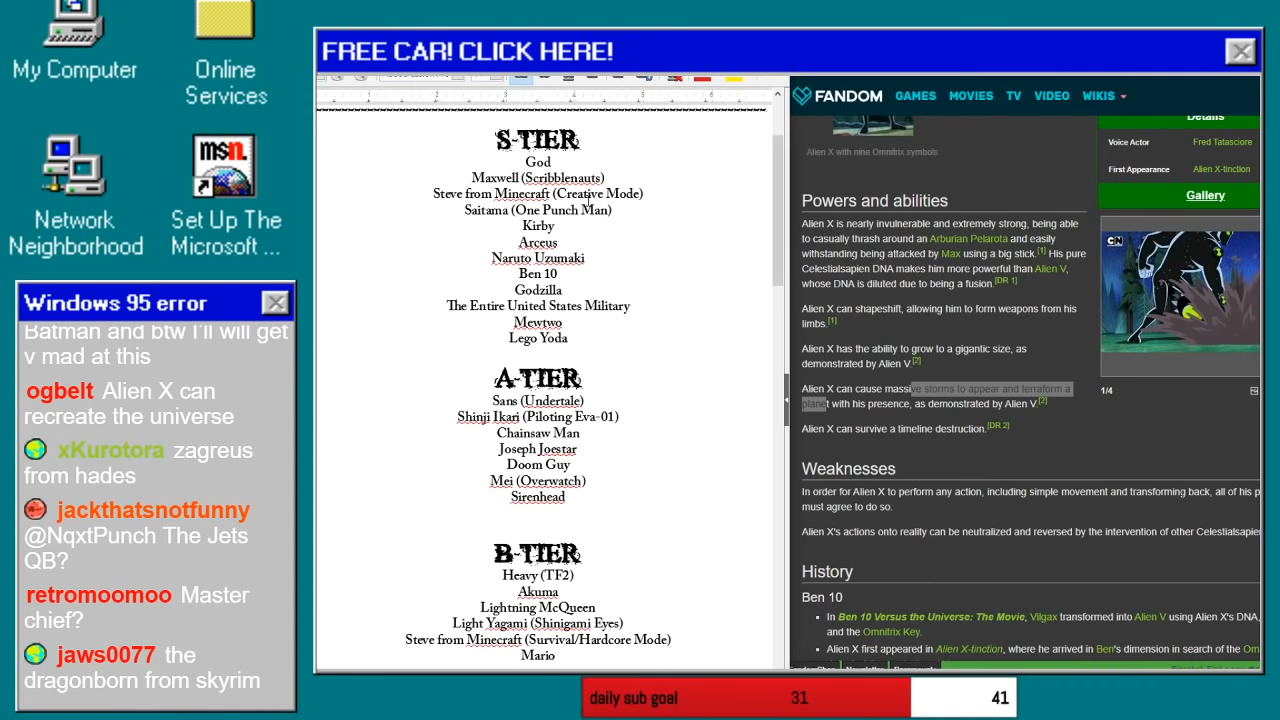 My Computer
Online
Services
Network
Neighborhood
msn.
Set Up The
Microsoft ...
Windows 95 error
Batman and btw I'll will get
v mad at this
ogbelt Alien X can
recreate the universe
xKurotora zagreus
from hades
jackthatsnotfunny
@NqxtPunch The Jets
QB?
retromoomoo Master
chief?
jaws0077 the
dragonborn from skyrim
FREE CAR! CLICK HERE!
S-TIER
God
Maxwell (Scribblenauts)
Steve from Minecraft (Creative Mode)
Saitama (One Punch Man)
Kirby
Arceus
Naruto Uzumaki
Ben 10
Godzilla
The Entire United States Military
Mewtwo
Lego Yoda
A-TIER
Sans (Undertale)
Shinji Ikari (Piloting Eva-01)
Chainsaw Man
Joseph Joestar
Doom Guy
Mei (Overwatch)
Sirenhead
B-TIER
Heavy (TF2)
Akuma
Lightning McQueen
Light Yagami (Shinigami Eyes)
Steve from Minecraft (Survival/Hardcore Mode)
Mario
FANDOM GAMES MOVIES TV VIDEO WIKIS
Alien X with nine Omnitrix symbols
Details
Voice Actor Fred Tatasciore
First Appearance Alien X-tinction
Gallery
CN
1/4
Powers and abilities
Alien X is nearly invulnerable and extremely strong, being able
to casually thrash around an Arburian Pelarota and easily
withstanding being attacked by Max using a big stick.[1] His pure
Celestialsapien DNA makes him more powerful than Alien V,
whose DNA is diluted due to being a fusion.[DR 1]
Alien X can shapeshift, allowing him to form weapons from his
limbs.[1]
Alien X has the ability to grow to a gigantic size, as
demonstrated by Alien V.[2]
Alien X can cause massive storms to appear and terraform a
planet with his presence, as demonstrated by Alien V.[2]
Alien X can survive a timeline destruction.[DR 2]
Weaknesses
In order for Alien X to perform any action, including simple movement and transforming back, all of his p
must agree to do so.
Alien X's actions onto reality can be neutralized and reversed by the intervention of other Celestialsapien
History
Ben 10
In Ben 10 Versus the Universe: The Movie, Vilgax transformed into Alien V using Alien X's DNA,
and the Omnitrix Key.
Alien X first appeared in Alien X-tinction, where he arrived in Ben's dimension in search of the Om
daily sub goal 31 41